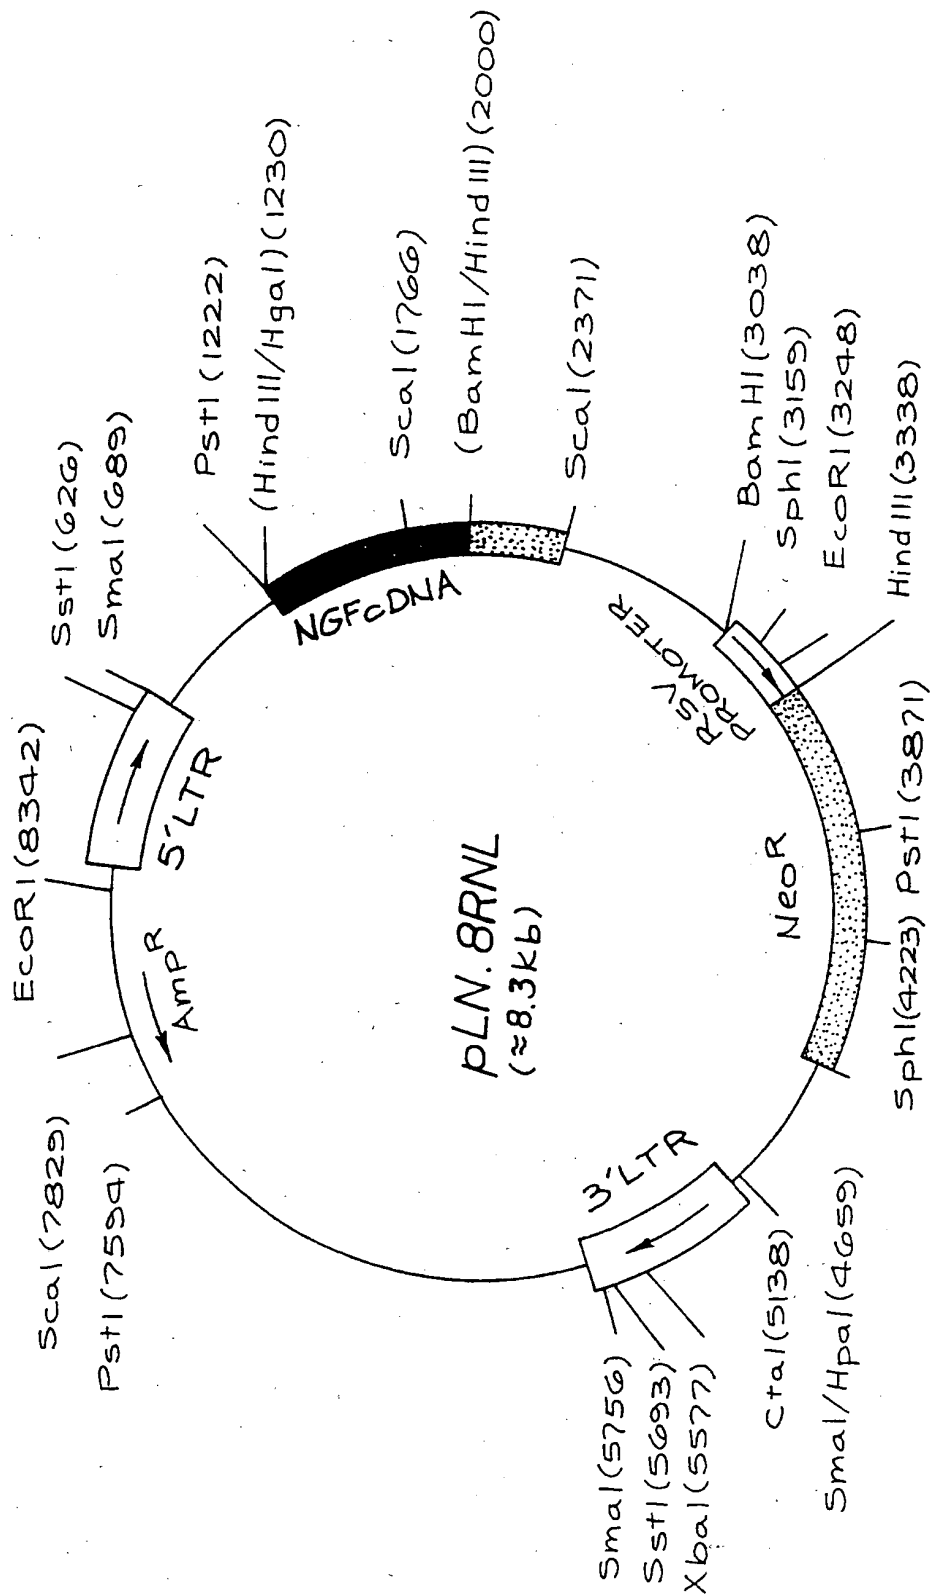 EcoRI(8342)
SstI(626)
SmaI(689)
PstI(1222)
(HindIII/HgaI)(1230)
ScaI(1766)
(BamHI/HindIII)(2000)
ScaI(2371)
BamHI(3038)
SphI(3159)
EcoRI(3248)
HindIII(3338)
PstI(3871)
SphI(4223)
SmaI/HpaI(4659)
CtaI(5138)
XbaI(5577)
SstI(5693)
SmaI(5756)
PstI(7594)
ScaI(7829)
AmpR
5'LTR
NGFcDNA
RSV
PROMOTER
NeoR
3'LTR
pLN.8RNL
(≈8.3kb)